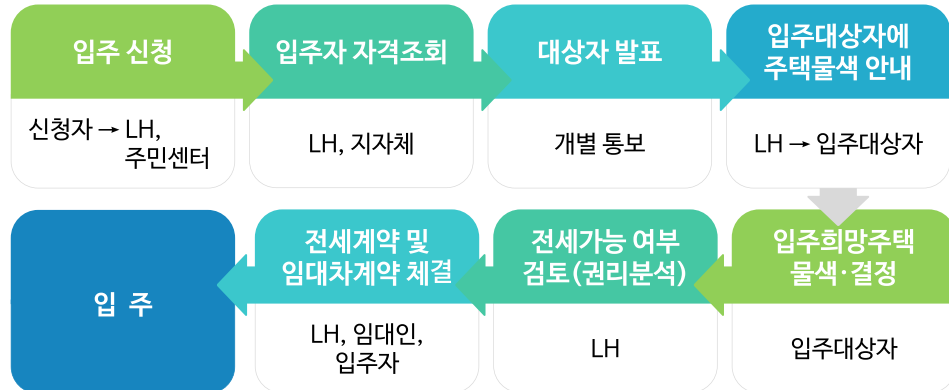 입주 신청
신청자 → LH,
주민센터
입주자 자격조회
LH, 지자체
대상자 발표
개별 통보
입주대상자에
주택물색 안내
LH → 입주대상자
입주희망주택
물색·결정
입주대상자
전세가능 여부
검토(권리분석)
LH
전세계약 및
임대차계약 체결
LH, 임대인,
입주자
입 주